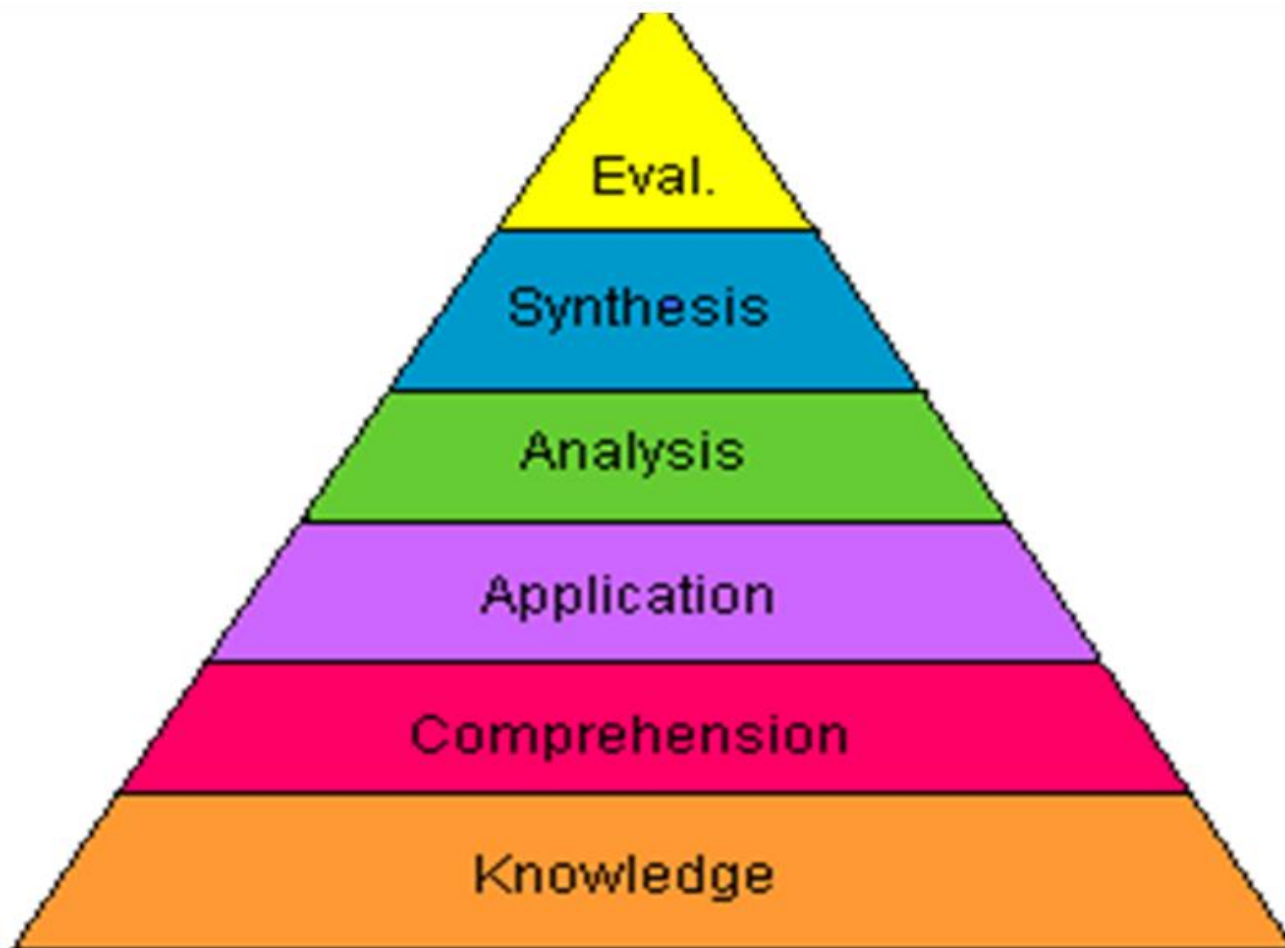 Eval.
Synthesis
Analysis
Application
Comprehension
Knowledge